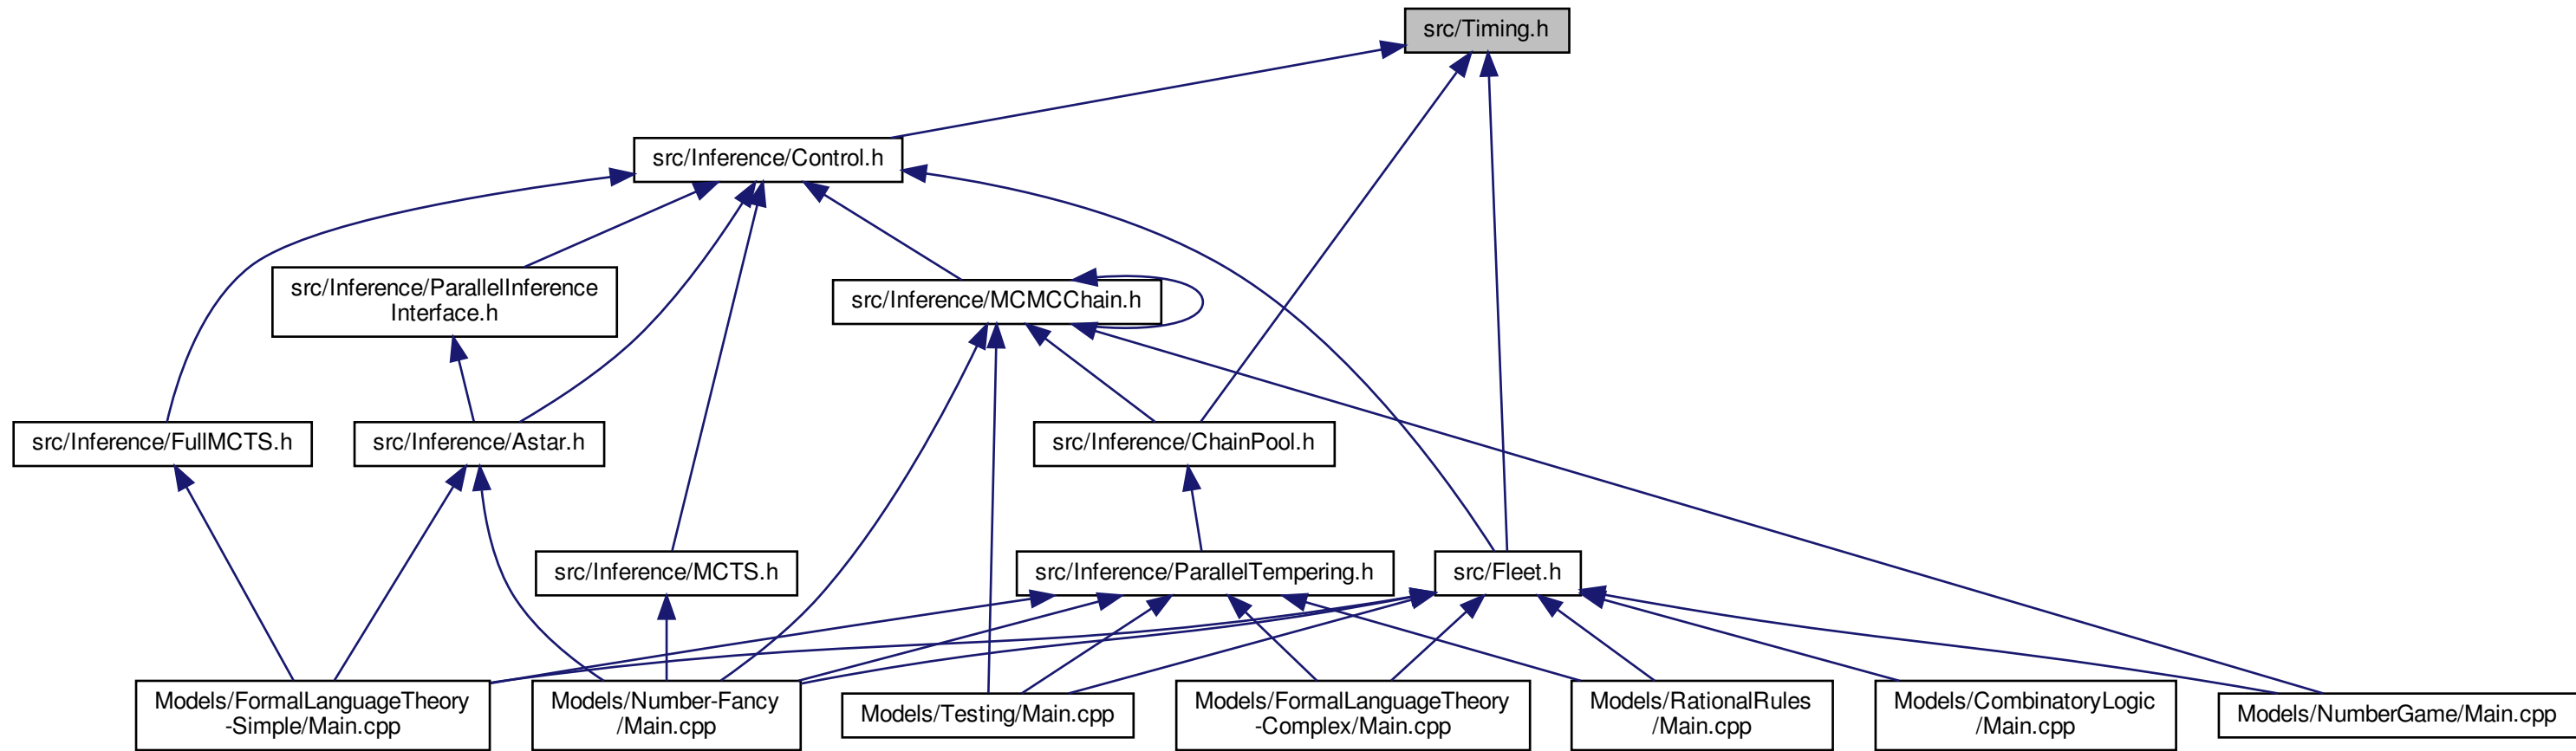 src/Timing.h
src/Inference/Control.h
src/Inference/ParallelInference
Interface.h
src/Inference/MCMCChain.h
src/Inference/FullMCTS.h
src/Inference/Astar.h
src/Inference/ChainPool.h
src/Inference/MCTS.h
src/Inference/ParallelTempering.h
src/Fleet.h
Models/FormalLanguageTheory
-Simple/Main.cpp
Models/Number-Fancy
/Main.cpp
Models/Testing/Main.cpp
Models/FormalLanguageTheory
-Complex/Main.cpp
Models/RationalRules
/Main.cpp
Models/CombinatoryLogic
/Main.cpp
Models/NumberGame/Main.cpp